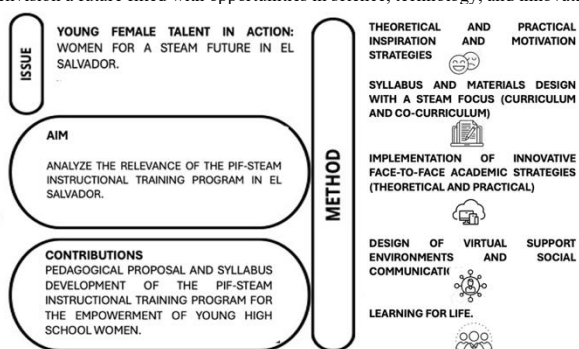 ISSUE
YOUNG FEMALE TALENT IN ACTION:
WOMEN FOR A STEAM FUTURE IN EL
SALVADOR.
AIM
ANALYZE THE RELEVANCE OF THE PIF-STEAM
INSTRUCTIONAL TRAINING PROGRAM IN EL
SALVADOR.
CONTRIBUTIONS
PEDAGOGICAL PROPOSAL AND SYLLABUS
DEVELOPMENT OF THE PIF-STEAM
INSTRUCTIONAL TRAINING PROGRAM FOR
THE EMPOWERMENT OF YOUNG HIGH
SCHOOL WOMEN.
METHOD
THEORETICAL AND PRACTICAL
INSPIRATION AND MOTIVATION
STRATEGIES
SYLLABUS AND MATERIALS DESIGN
WITH A STEAM FOCUS (CURRICULUM
AND CO-CURRICULUM)
IMPLEMENTATION OF INNOVATIVE
FACE-TO-FACE ACADEMIC STRATEGIES
(THEORETICAL AND PRACTICAL)
DESIGN OF VIRTUAL SUPPORT
ENVIRONMENTS AND SOCIAL
COMMUNICATIC
LEARNING FOR LIFE.